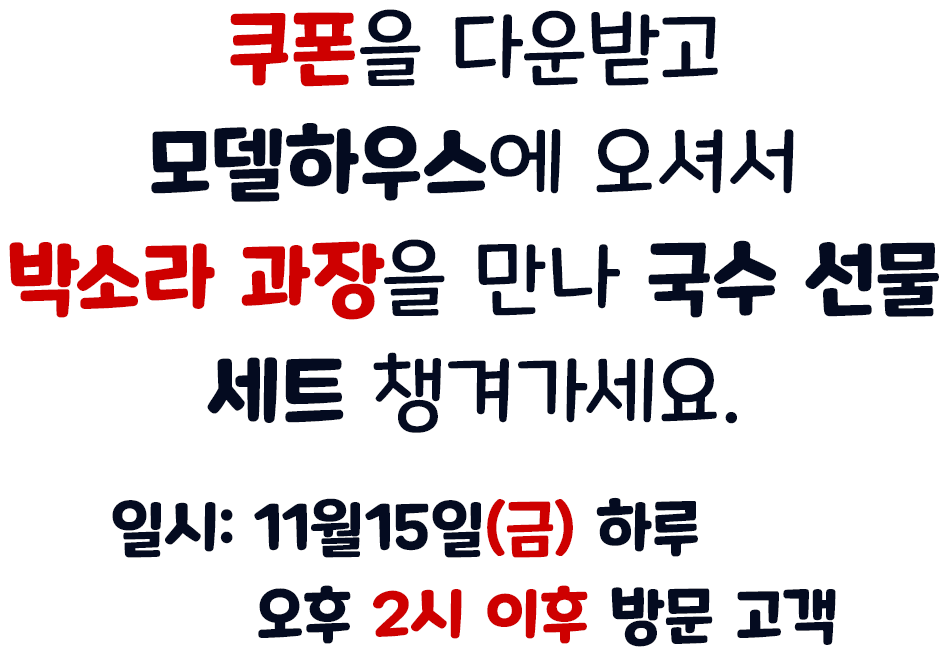 쿠폰을 다운받고
모델하우스에 오셔서
박소라 과장을 만나 국수 선물
세트 챙겨가세요.
일시: 11월15일(금) 하루
오후 2시 이후 방문 고객